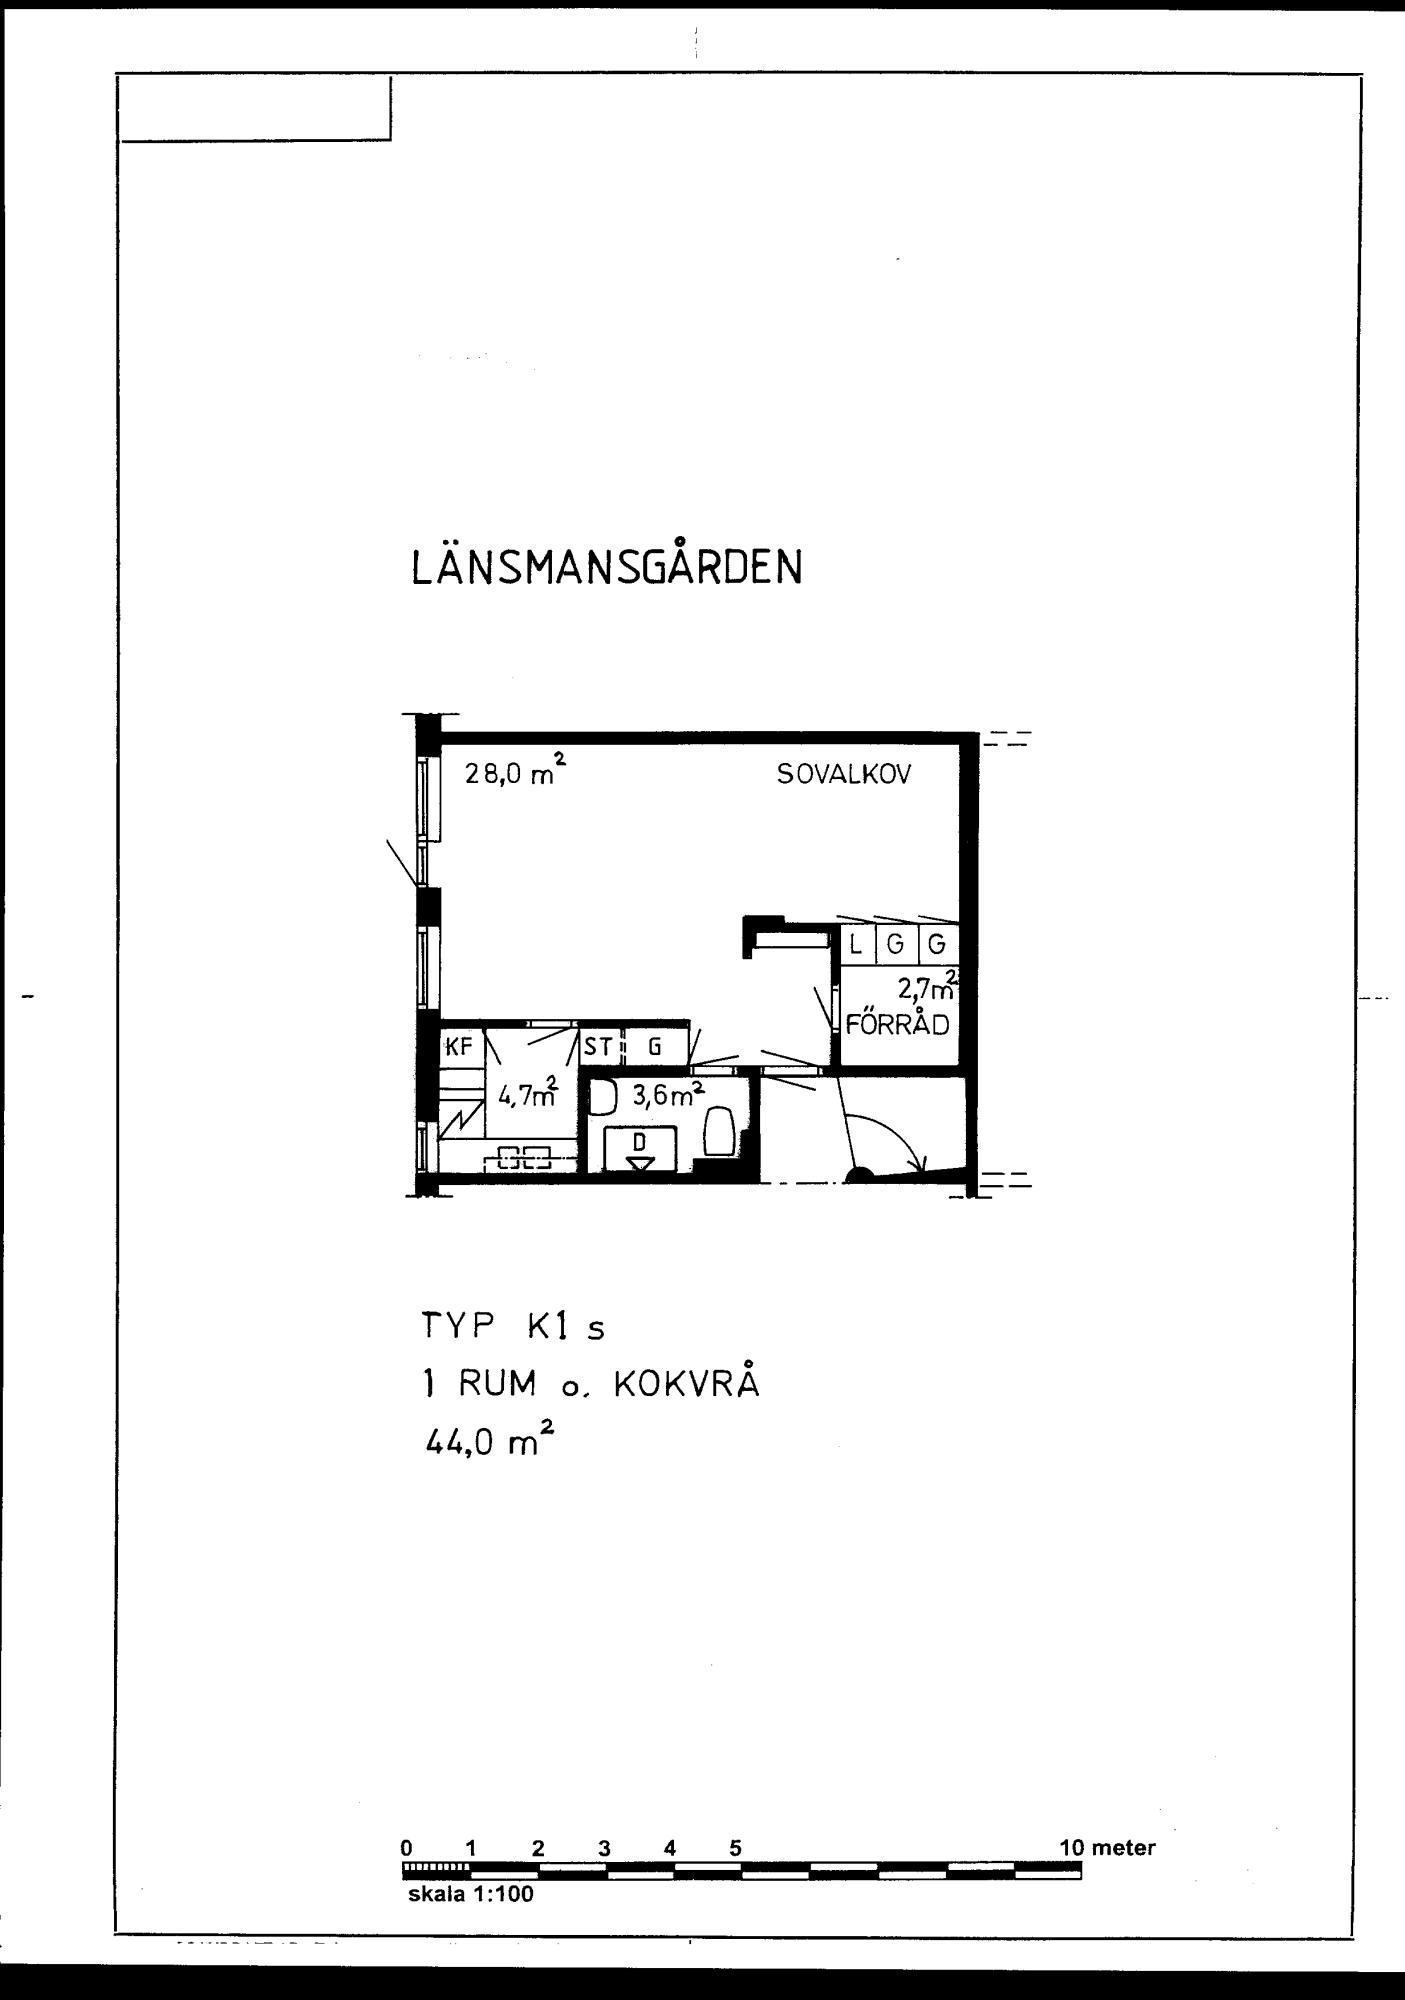 LÄNSMANSGÅRDEN
28,0 m²
SOVALKOV
L G G
2,7m²
FÖRRÅD
KF
ST
G
4,7m²
3,6m²
D
TYP K1 s
1 RUM o. KOKVRÅ
44,0 m²
0 1 2 3 4 5 10 meter
skala 1:100